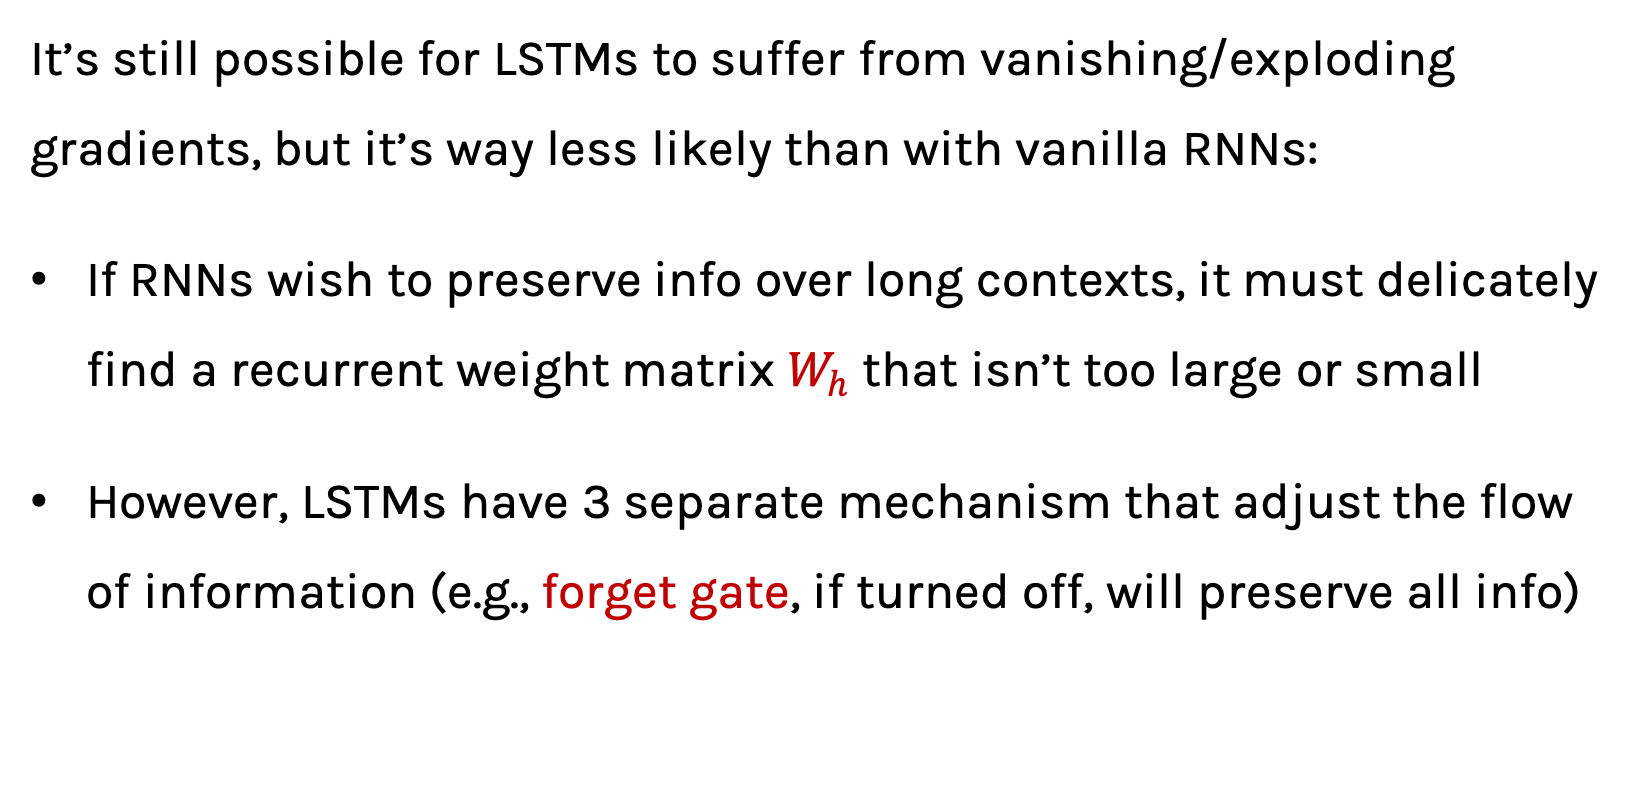 It’s still possible for LSTMs to suffer from vanishing/exploding
gradients, but it’s way less likely than with vanilla RNNs:
• If RNNs wish to preserve info over long contexts, it must delicately
find a recurrent weight matrix W_h that isn’t too large or small
• However, LSTMs have 3 separate mechanism that adjust the flow
of information (e.g., forget gate, if turned off, will preserve all info)